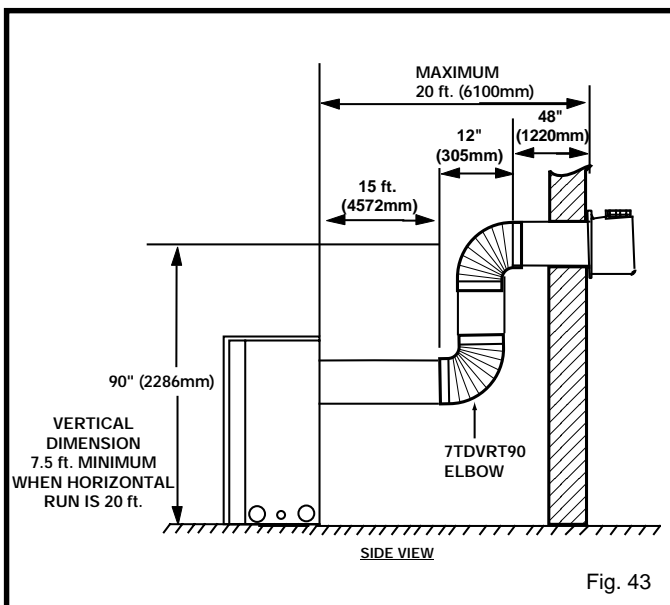 MAXIMUM
20 ft. (6100mm)
48"
(1220mm)
12"
(305mm)
15 ft.
(4572mm)
90" (2286mm)
VERTICAL
DIMENSION
7.5 ft. MINIMUM
WHEN HORIZONTAL
RUN IS 20 ft.
7TDVRT90
ELBOW
SIDE VIEW
Fig. 43